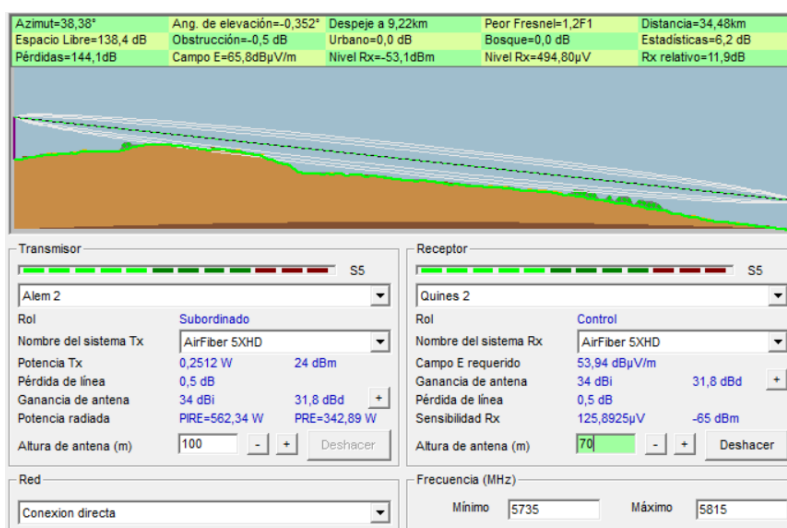 Azimut=38,38° Ang. de elevación=-0,352° Despeje a 9,22km Peor Fresnel=1,2F1 Distancia=34,48km
Espacio Libre=138,4 dB Obstrucción=-0,5 dB Urbano=0,0 dB Bosque=0,0 dB Estadísticas=6,2 dB
Pérdidas=144,1dB Campo E=65,8dBµV/m Nivel Rx=-53,1dBm Nivel Rx=494,80µV Rx relativo=11,9dB
Transmisor
S5
Alem 2
Rol Subordinado
Nombre del sistema Tx AirFiber 5XHD
Potencia Tx 0,2512 W 24 dBm
Pérdida de línea 0,5 dB
Ganancia de antena 34 dBi 31,8 dBd +
Potencia radiada PIRE=562,34 W PRE=342,89 W
Altura de antena (m) 100 - + Deshacer
Receptor
S5
Quines 2
Rol Control
Nombre del sistema Rx AirFiber 5XHD
Campo E requerido 53,94 dBµV/m
Ganancia de antena 34 dBi 31,8 dBd +
Pérdida de línea 0,5 dB
Sensibilidad Rx 125,8925µV -65 dBm
Altura de antena (m) 70 - + Deshacer
Red
Conexion directa
Frecuencia (MHz)
Mínimo 5735 Máximo 5815